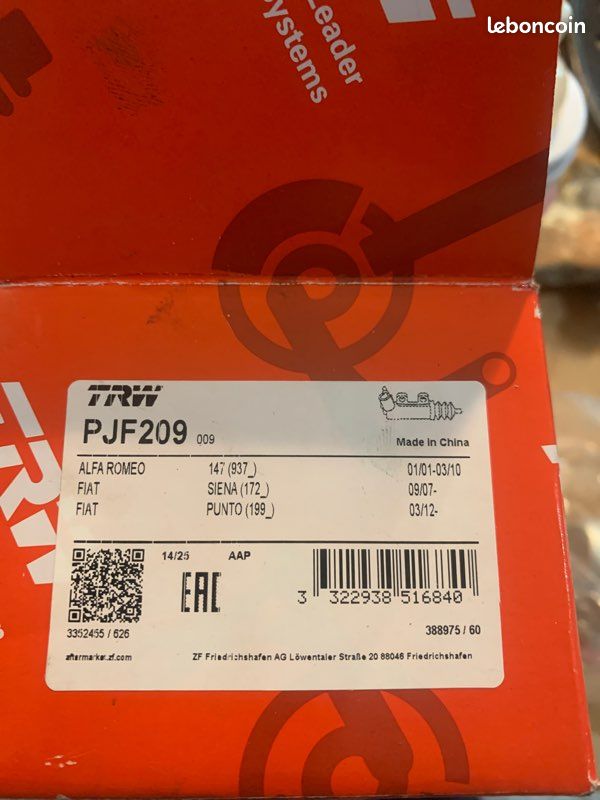 leboncoin
Leader
ystems
TRW
PJF209 009
Made in China
ALFA ROMEO 147 (937_) 01/01-03/10
FIAT SIENA (172_) 09/07-
FIAT PUNTO (199_) 03/12-
14/25 AAP
EAC
3 322938 516840
3352455 / 626
388975 / 60
aftermarket.zf.com
ZF Friedrichshafen AG Löwentaler Straße 20 88046 Friedrichshafen
TRW